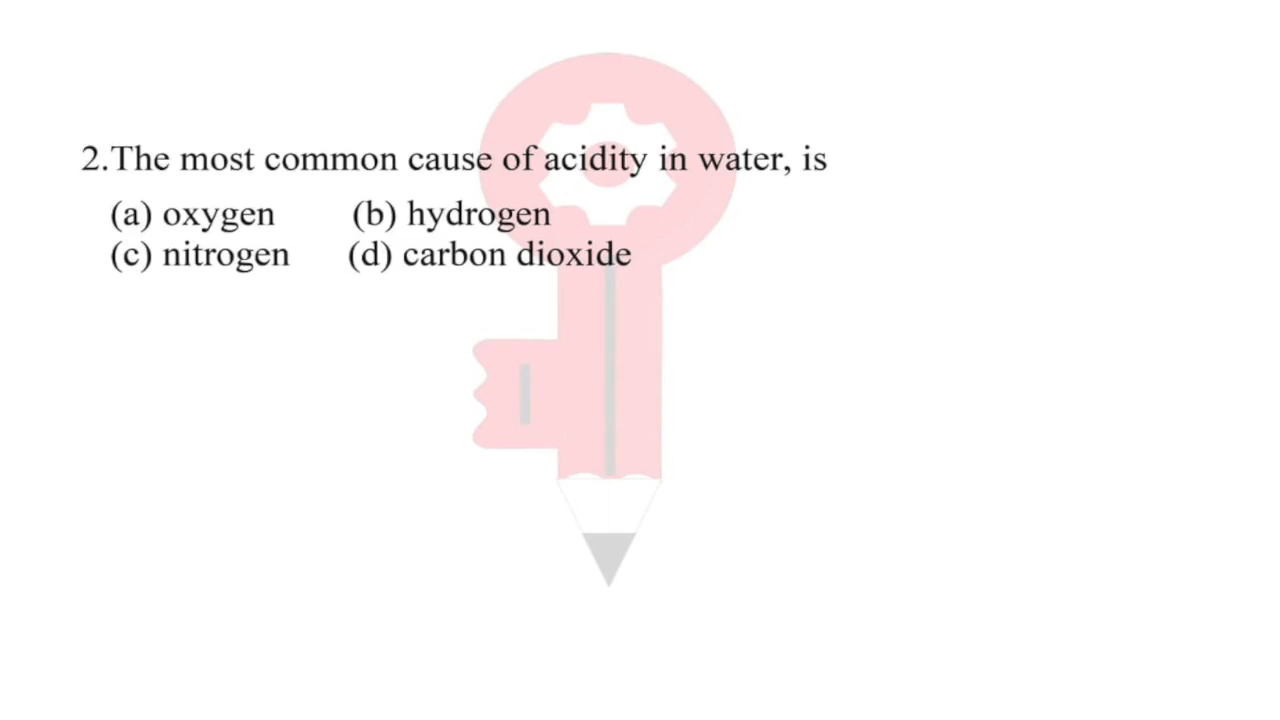 2.The most common cause of acidity in water, is
(a) oxygen (b) hydrogen
(c) nitrogen (d) carbon dioxide